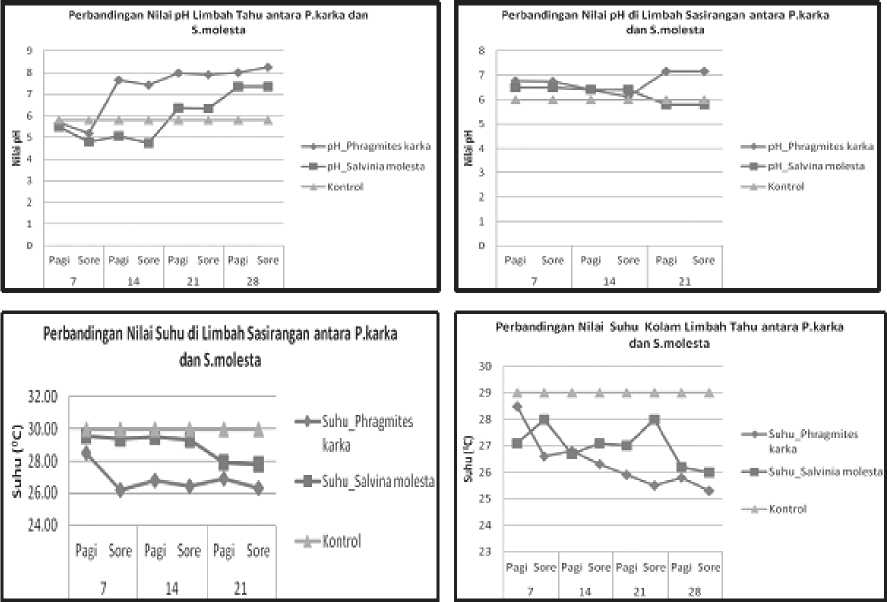 Perbandingan Nilai pH Limbah Tahu antara P.karka dan
S.molesta
9
8
7
6
5
4
3
2
1
0
Nilai pH
Pagi Sore Pagi Sore Pagi Sore Pagi Sore
7 14 21 28
pH_Phragmites karka
pH_Salvinia molesta
Kontrol
Perbandingan Nilai pH di Limbah Sasirangan antara P.karka
dan S.molesta
8
7
6
5
4
3
2
1
0
Nilai pH
Pagi Sore Pagi Sore Pagi Sore
7 14 21
pH_Phragmites karka
pH_Salvina molesta
Kontrol
Perbandingan Nilai Suhu di Limbah Sasirangan antara P.karka
dan S.molesta
32.00
30.00
28.00
26.00
24.00
Suhu (⁰C)
Pagi Sore Pagi Sore Pagi Sore
7 14 21
Suhu_Phragmites
karka
Suhu_Salvina molesta
Kontrol
Perbandingan Nilai Suhu Kolam Limbah Tahu antara P.karka
dan S.molesta
30
29
28
27
26
25
24
23
Suhu (⁰C)
Pagi Sore Pagi Sore Pagi Sore Pagi Sore
7 14 21 28
Suhu_Phragmites
karka
Suhu_Salvinia molesta
Kontrol